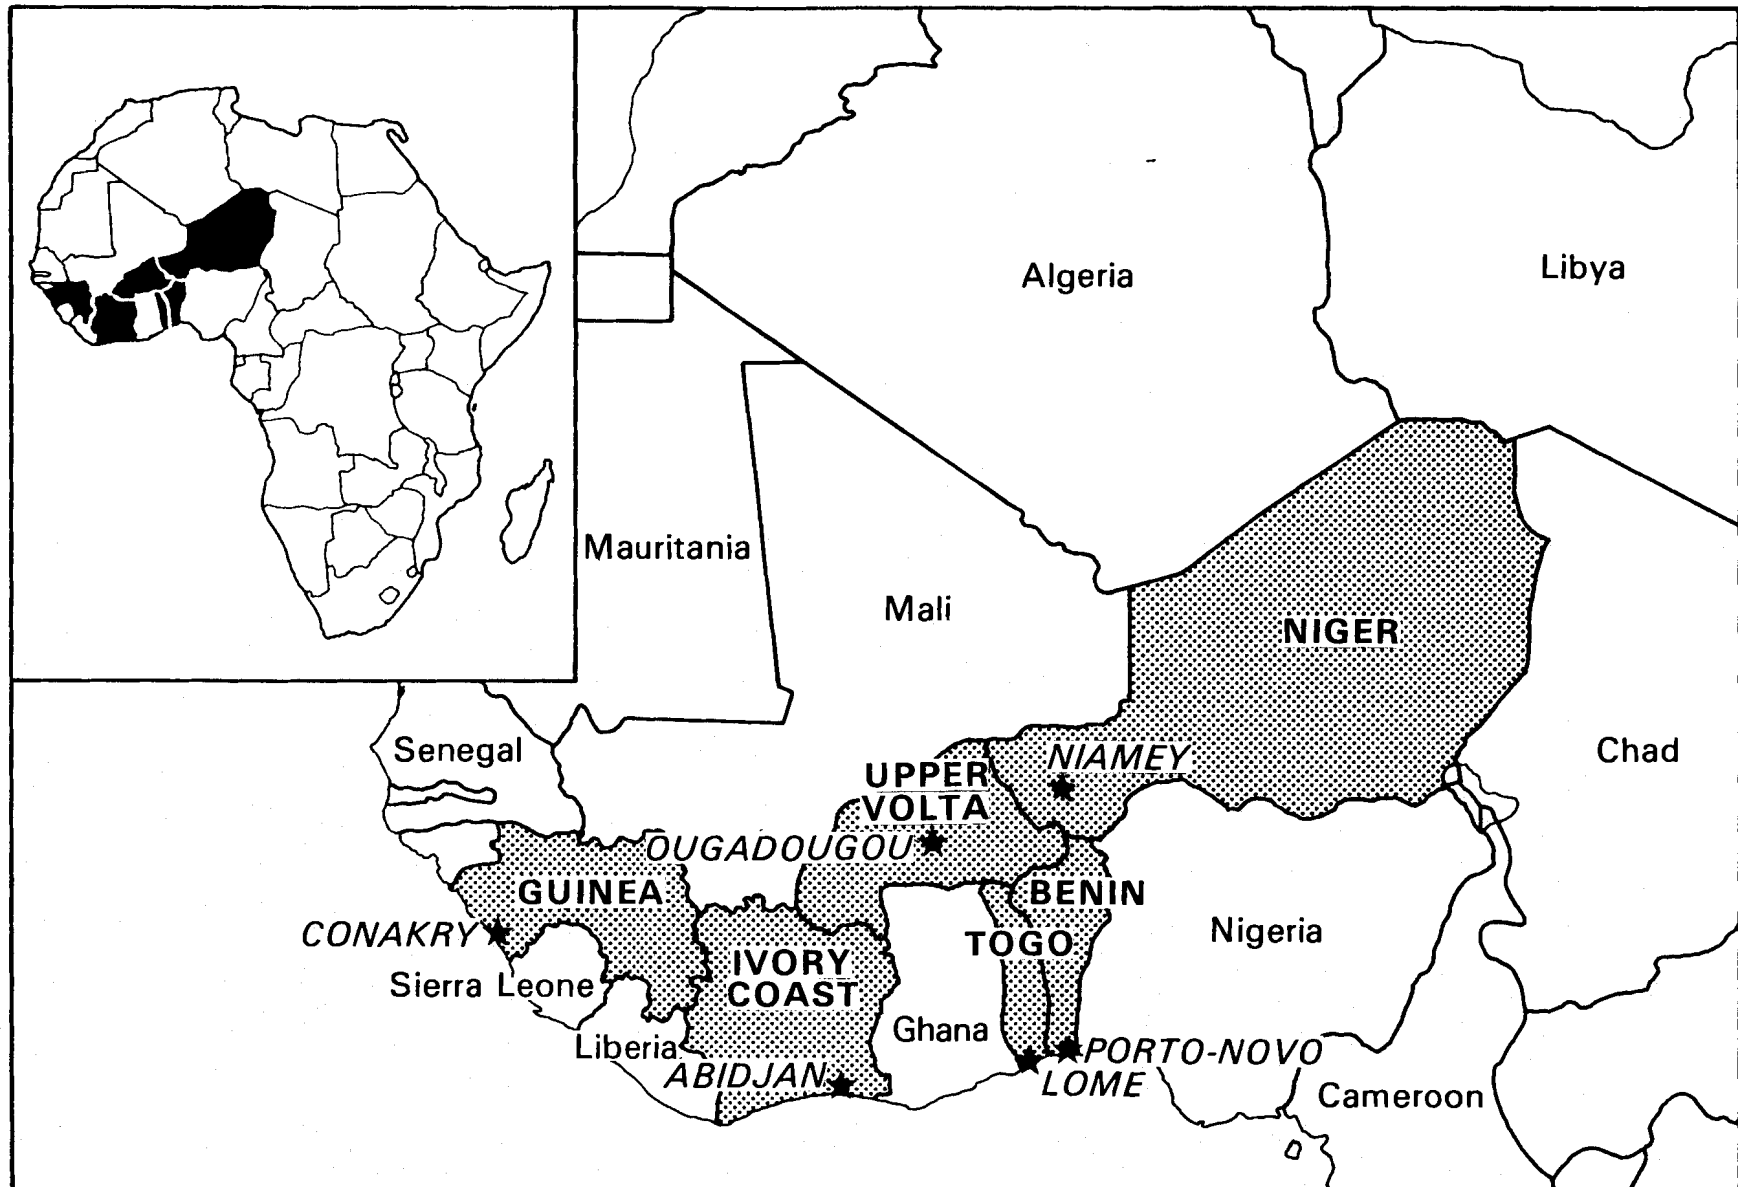 Algeria
Libya
Mauritania
Mali
NIGER
Senegal
UPPER
VOLTA
NIAMEY
Chad
OUGADOUGOU
GUINEA
BENIN
CONAKRY
TOGO
Nigeria
IVORY
COAST
Sierra Leone
Ghana
Liberia
ABIDJAN
PORTO-NOVO
LOME
Cameroon